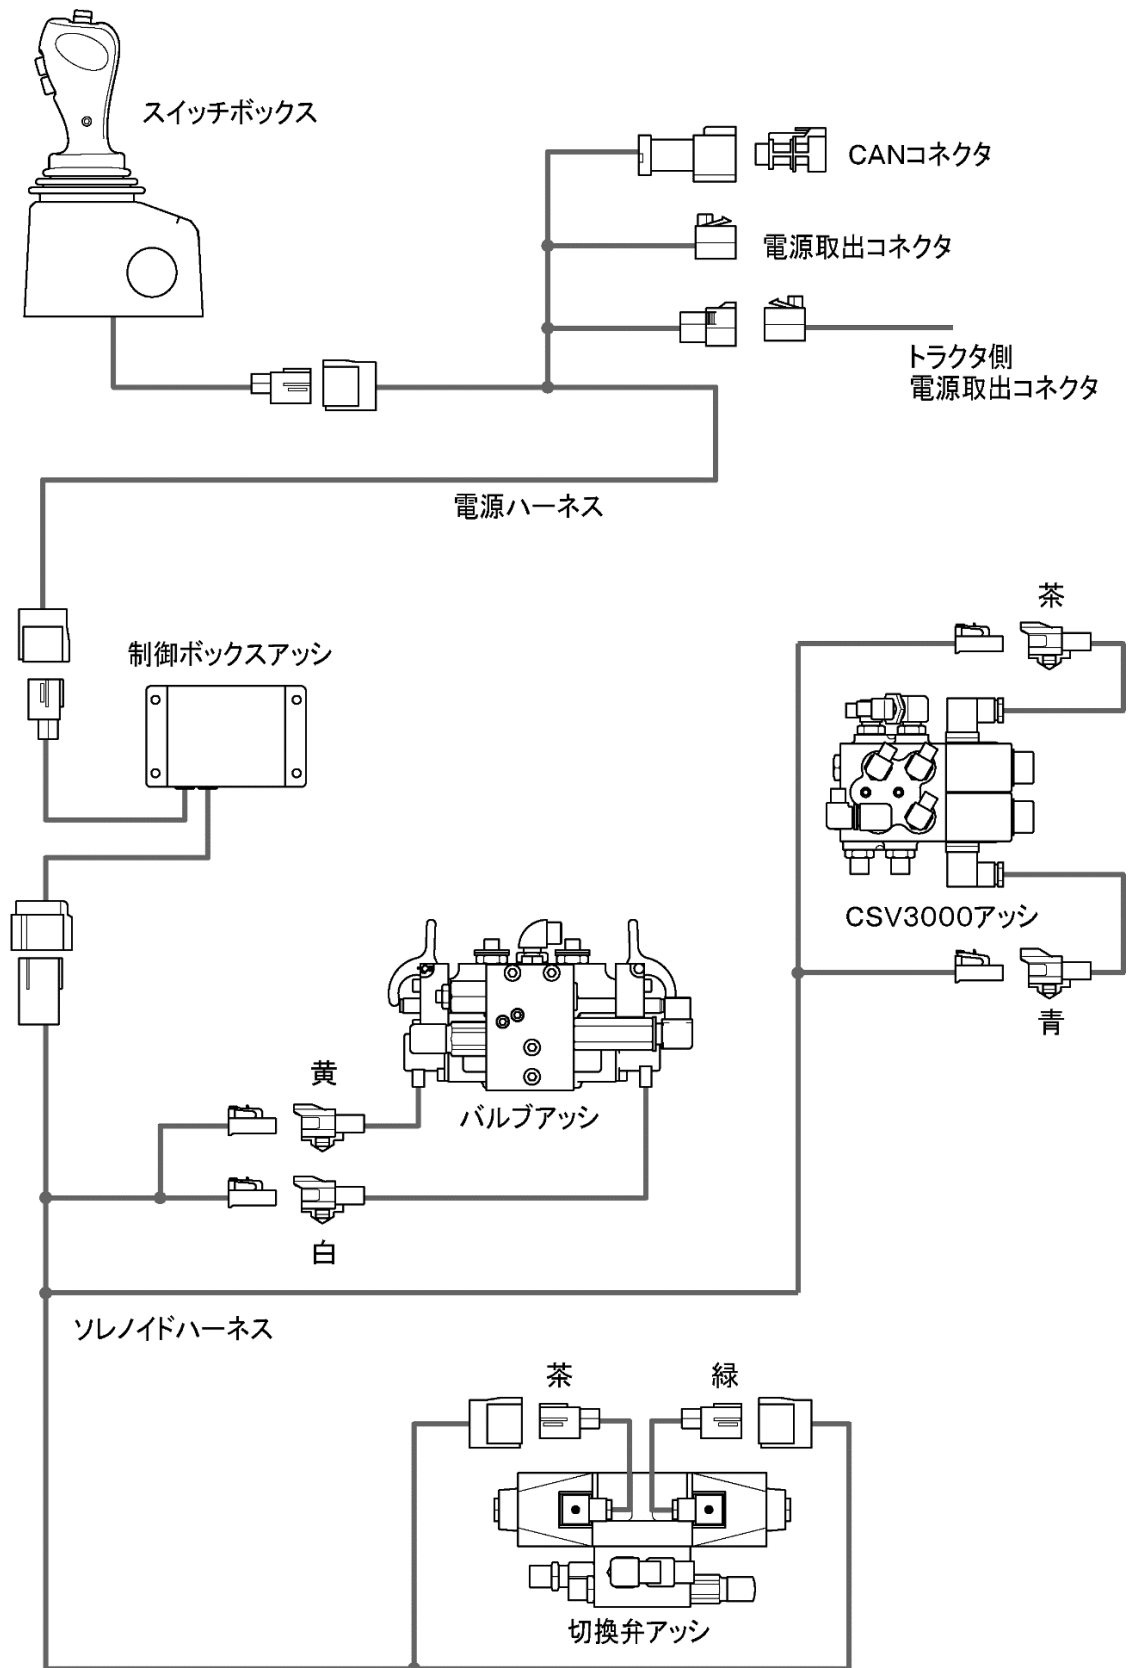 スイッチボックス
CANコネクタ
電源取出コネクタ
トラクタ側
電源取出コネクタ
電源ハーネス
茶
制御ボックスアッシ
CSV3000アッシ
青
黄
バルブアッシ
白
ソレノイドハーネス
茶
緑
切換弁アッシ